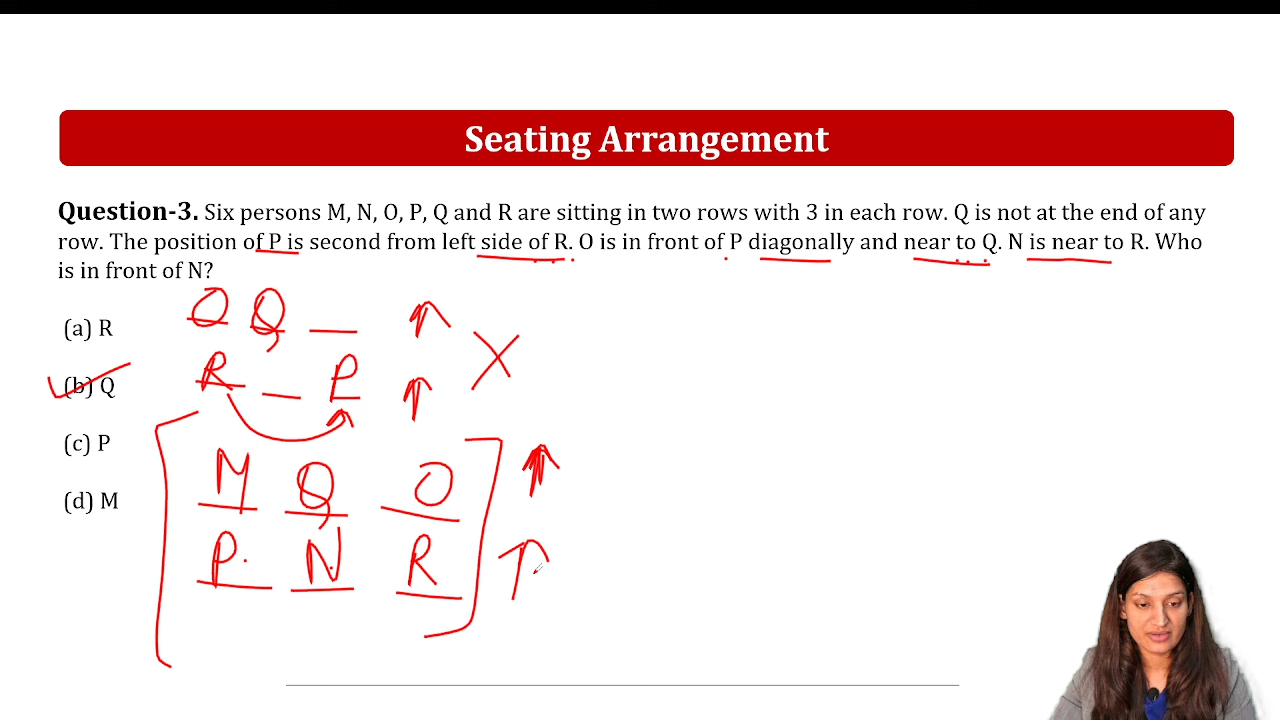 Seating Arrangement
Question-3. Six persons M, N, O, P, Q and R are sitting in two rows with 3 in each row. Q is not at the end of any
row. The position of P is second from left side of R. O is in front of P diagonally and near to Q. N is near to R. Who
is in front of N?
(a) R
(b) Q
(c) P
(d) M
O Q
R P
M Q O
P N R